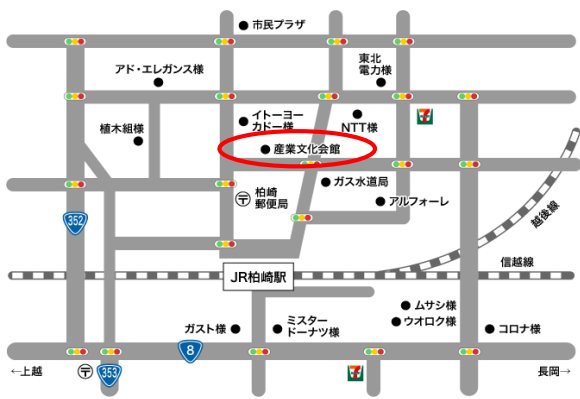 市民プラザ
東北
電力様
アド・エレガンス様
イトーヨー
カドー様
NTT様
植木組様
産業文化会館
ガス水道局
柏崎
郵便局
アルフォーレ
352
越後線
信越線
JR柏崎駅
ムサシ様
ガスト様
ミスター
ドーナツ様
ウオロク様
コロナ様
8
←上越
353
長岡→